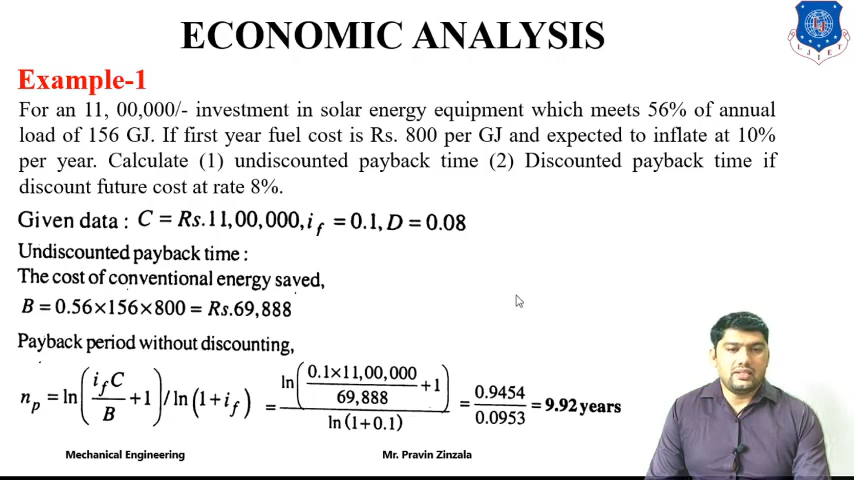 ECONOMIC ANALYSIS
LJIET
Example-1
For an 11, 00,000/- investment in solar energy equipment which meets 56% of annual
load of 156 GJ. If first year fuel cost is Rs. 800 per GJ and expected to inflate at 10%
per year. Calculate (1) undiscounted payback time (2) Discounted payback time if
discount future cost at rate 8%.
Given data : C = Rs.11,00,000, i_f = 0.1, D = 0.08
Undiscounted payback time :
The cost of conventional energy saved,
B = 0.56×156×800 = Rs.69,888
Payback period without discounting,
n_p = ln(i_f C / B + 1) / ln(1 + i_f) = ln(0.1×11,00,000 / 69,888 + 1) / ln(1+0.1) = 0.9454 / 0.0953 = 9.92 years
Mechanical Engineering
Mr. Pravin Zinzala